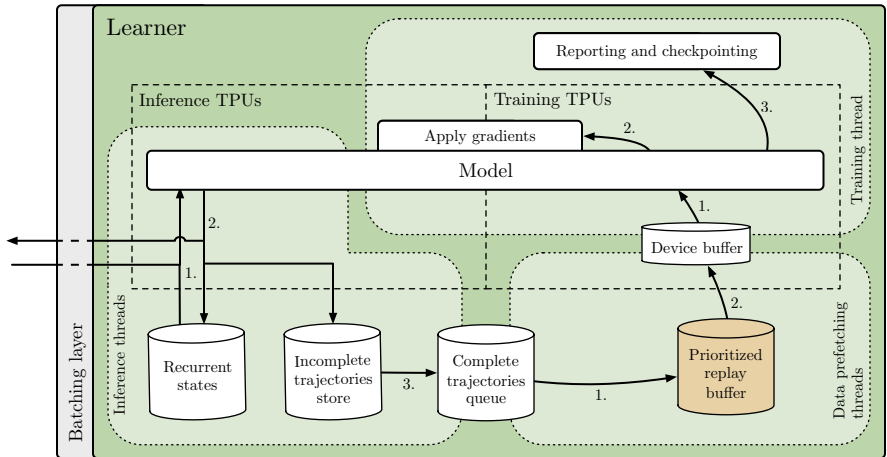 Learner
Reporting and checkpointing
Inference TPUs
Training TPUs
3.
Apply gradients
2.
Training thread
Model
1.
2.
Device buffer
1.
2.
Batching layer
Inference threads
Recurrent
states
Incomplete
trajectories
store
3.
Complete
trajectories
queue
1.
Prioritized
replay
buffer
Data prefetching
threads